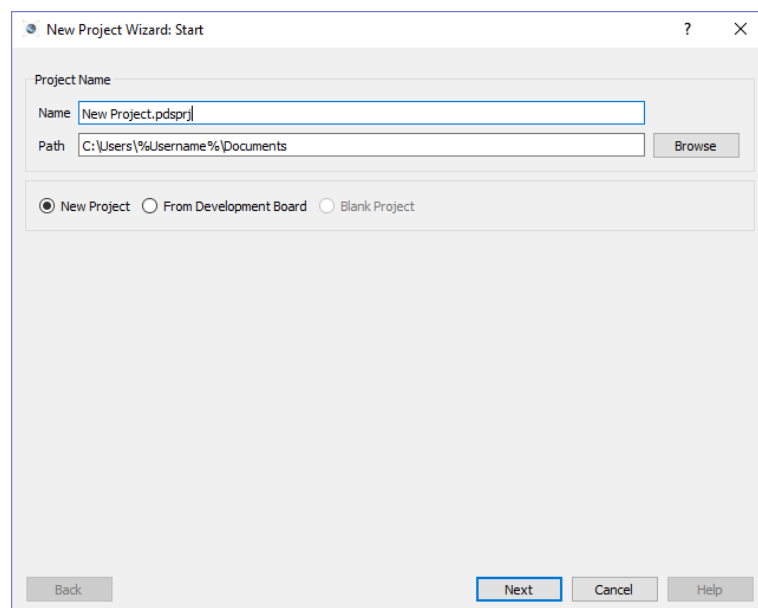 New Project Wizard: Start
Project Name
Name New Project.pdsprj
Path C:\Users\%Username%\Documents Browse
New Project From Development Board Blank Project
Back Next Cancel Help